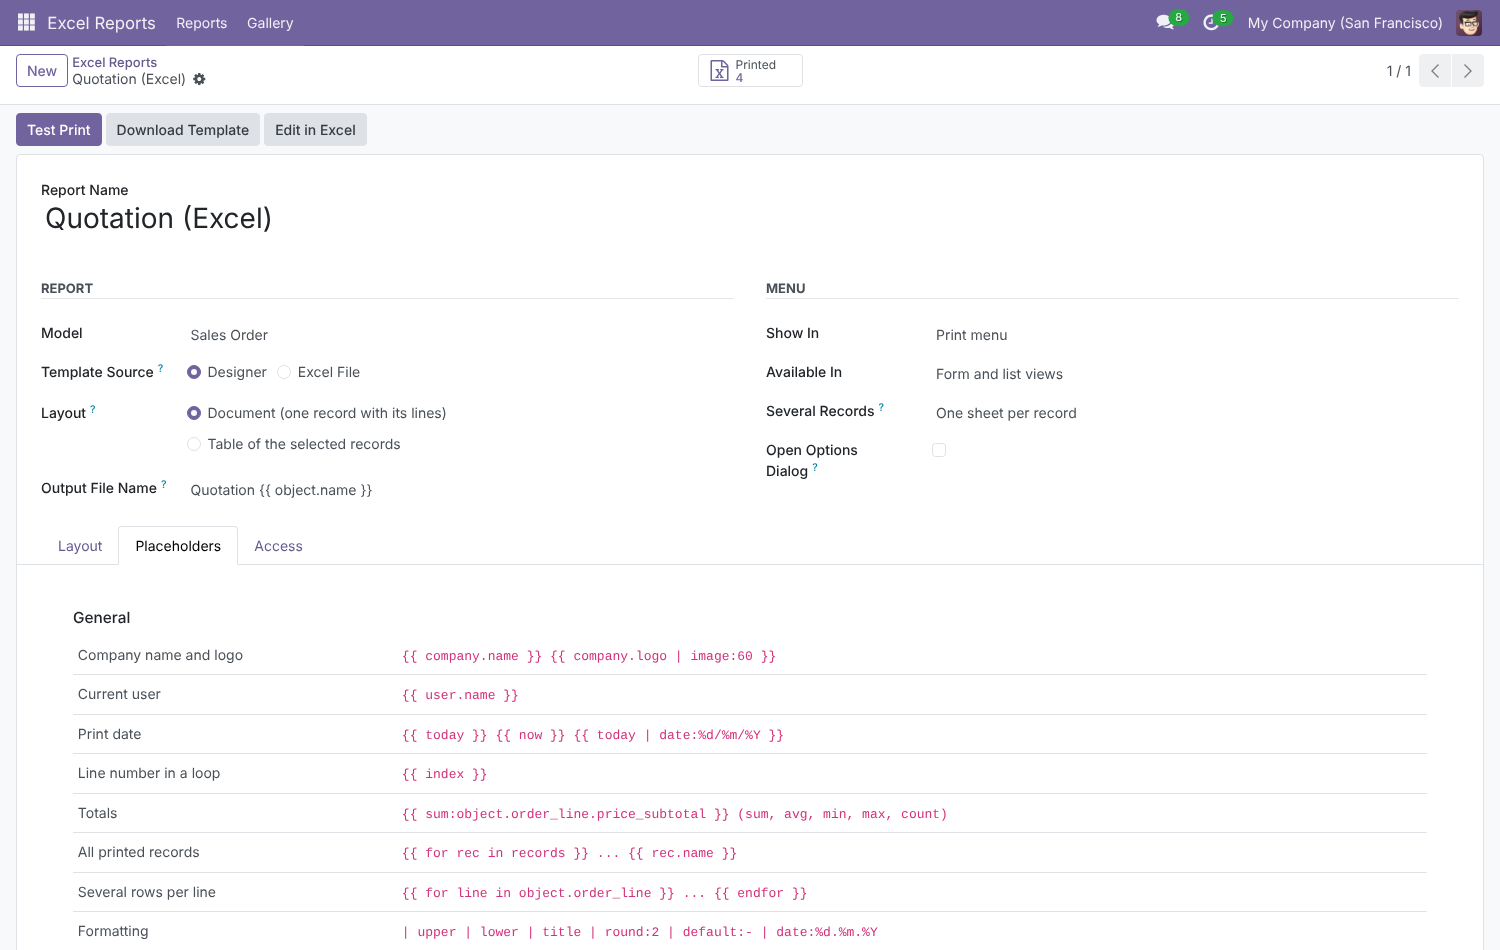 Excel Reports Reports Gallery 8 5 My Company (San Francisco)
New Excel Reports
Quotation (Excel)
Printed
4
1 / 1
Test Print Download Template Edit in Excel
Report Name
Quotation (Excel)
REPORT
Model Sales Order
Template Source ? Designer Excel File
Layout ? Document (one record with its lines)
Table of the selected records
Output File Name ? Quotation {{ object.name }}
MENU
Show In Print menu
Available In Form and list views
Several Records ? One sheet per record
Open Options
Dialog ?
Layout Placeholders Access
General
Company name and logo {{ company.name }} {{ company.logo | image:60 }}
Current user {{ user.name }}
Print date {{ today }} {{ now }} {{ today | date:%d/%m/%Y }}
Line number in a loop {{ index }}
Totals {{ sum:object.order_line.price_subtotal }} (sum, avg, min, max, count)
All printed records {{ for rec in records }} ... {{ rec.name }}
Several rows per line {{ for line in object.order_line }} ... {{ endfor }}
Formatting | upper | lower | title | round:2 | default:- | date:%d.%m.%Y